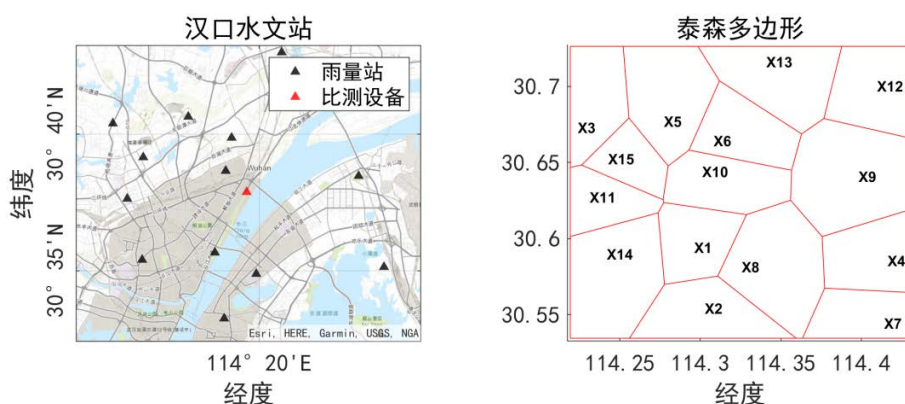 汉口水文站
雨量站
比测设备
Wuhan
40'N
30°
35'N
30°
纬度
Esri, HERE, Garmin, USGS, NGA
114° 20'E
经度
泰森多边形
30.7
30.65
30.6
30.55
X13
X12
X3
X5
X6
X15
X10
X9
X11
X14
X1
X8
X4
X2
X7
114.25
114.3
114.35
114.4
经度